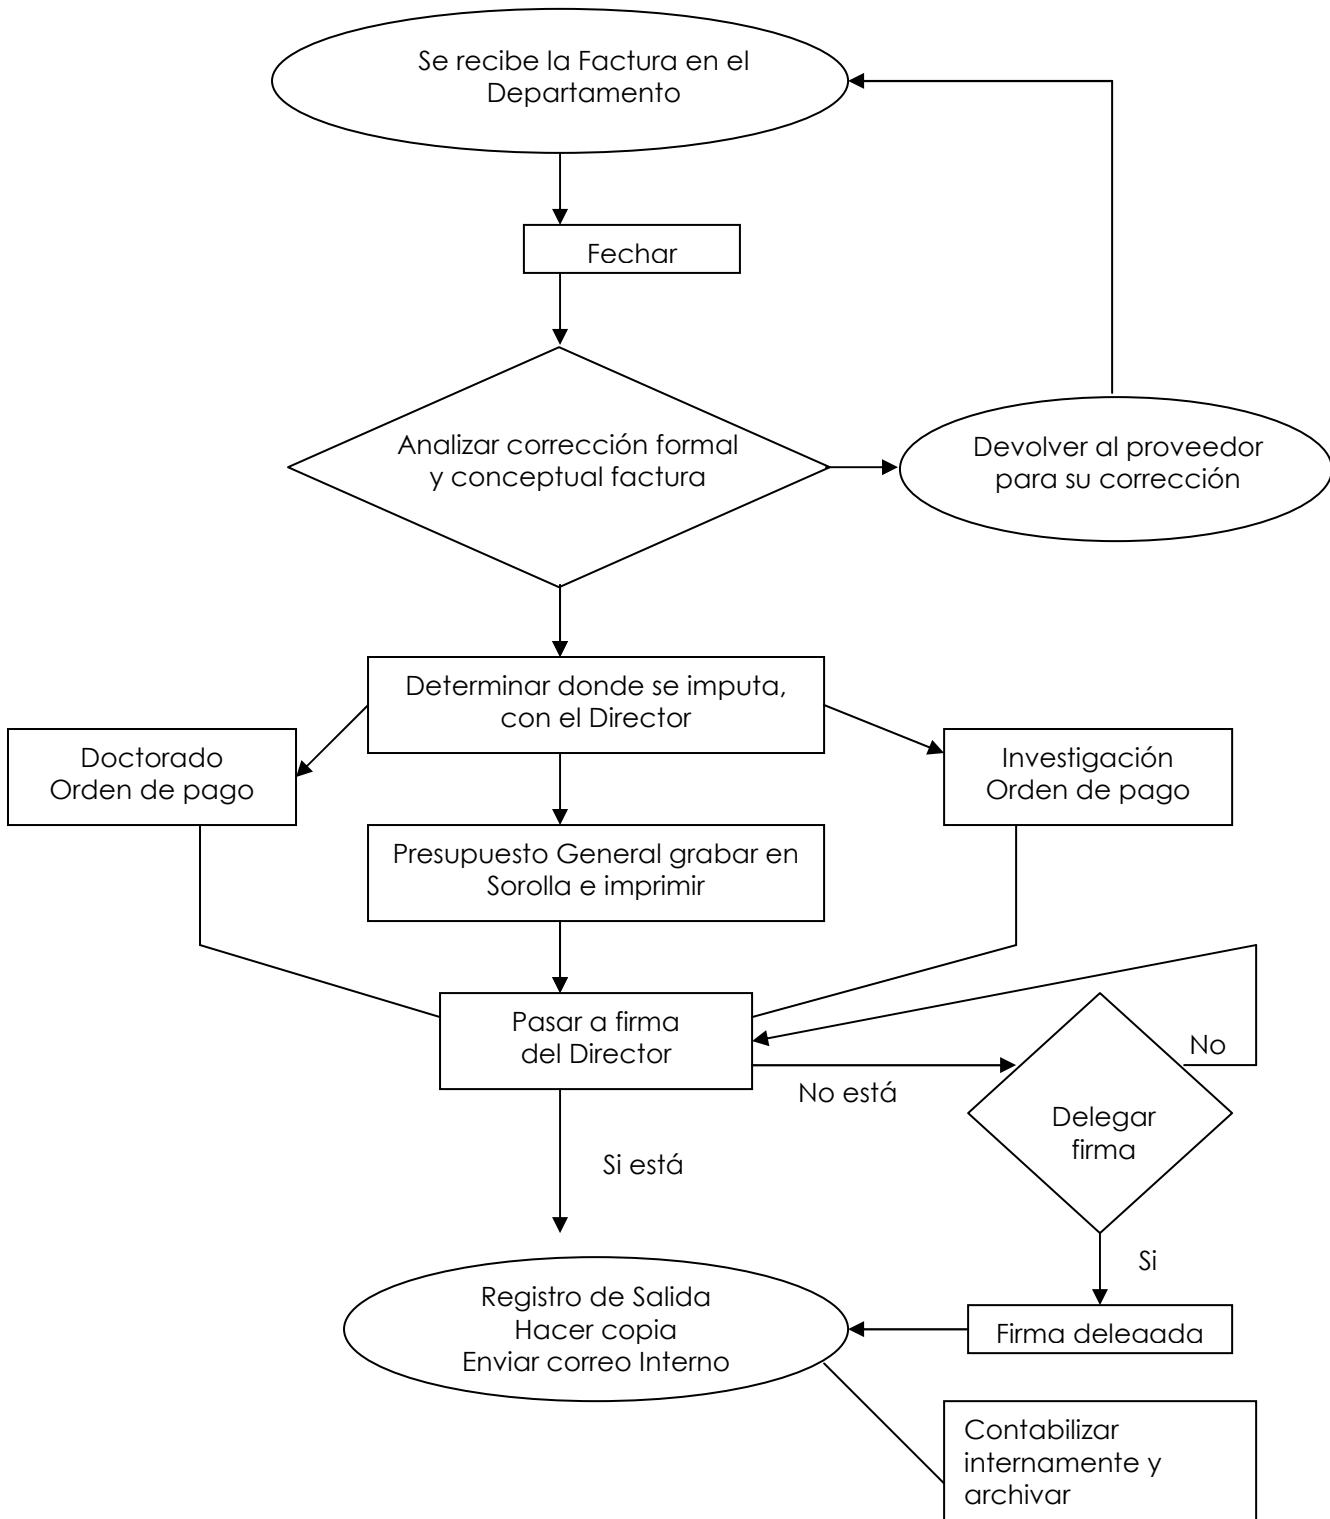 Se recibe la Factura en el
Departamento
Fechar
Analizar corrección formal
y conceptual factura
Devolver al proveedor
para su corrección
Determinar donde se imputa,
con el Director
Doctorado
Orden de pago
Investigación
Orden de pago
Presupuesto General grabar en
Sorolla e imprimir
Pasar a firma
del Director
No
No está
Delegar
firma
Si está
Si
Registro de Salida
Hacer copia
Enviar correo Interno
Firma delegada
Contabilizar
internamente y
archivar